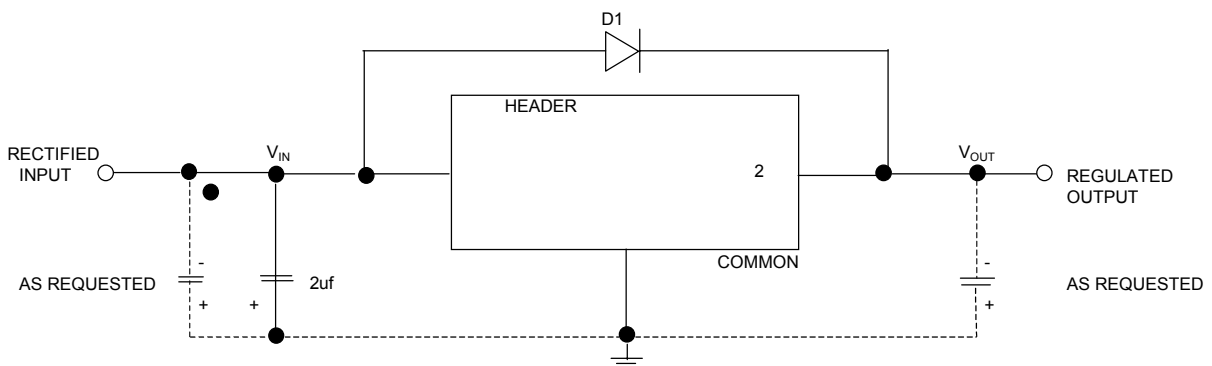 D1
HEADER
RECTIFIED
INPUT
VIN
2
VOUT
REGULATED
OUTPUT
COMMON
AS REQUESTED
-
+
+
2uf
-
+
AS REQUESTED